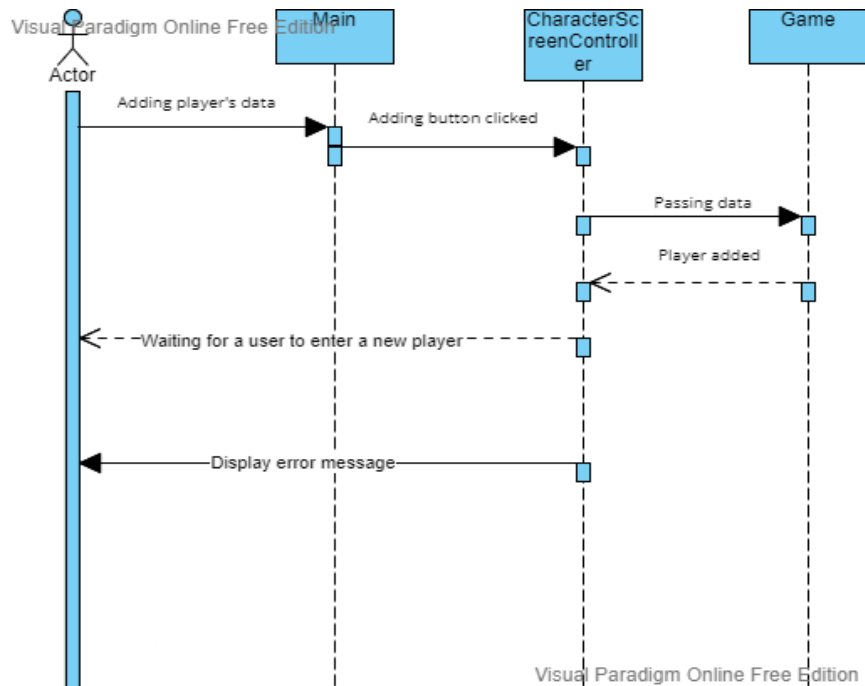 Visual Paradigm Online Free Edition
Main
CharacterSc
reenControll
er
Game
Actor
Adding player's data
Adding button clicked
Passing data
Player added
Waiting for a user to enter a new player
Display error message
Visual Paradigm Online Free Edition